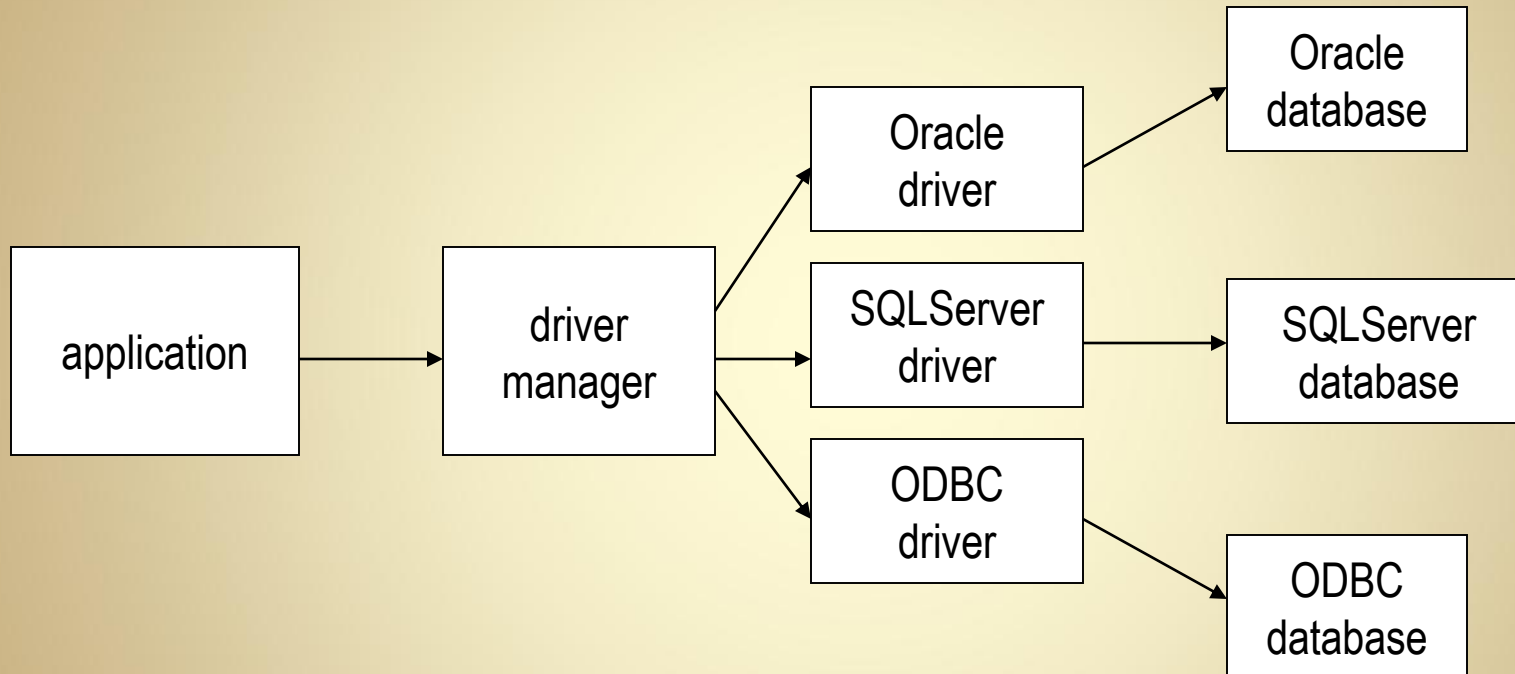 application
driver
manager
Oracle
driver
SQLServer
driver
ODBC
driver
Oracle
database
SQLServer
database
ODBC
database